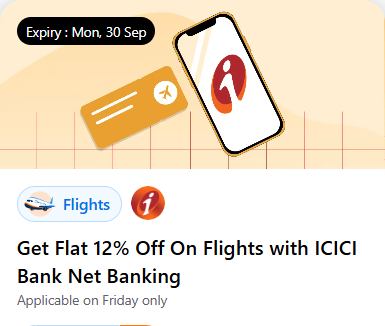 Expiry : Mon, 30 Sep
Flights
Get Flat 12% Off On Flights with ICICI
Bank Net Banking
Applicable on Friday only